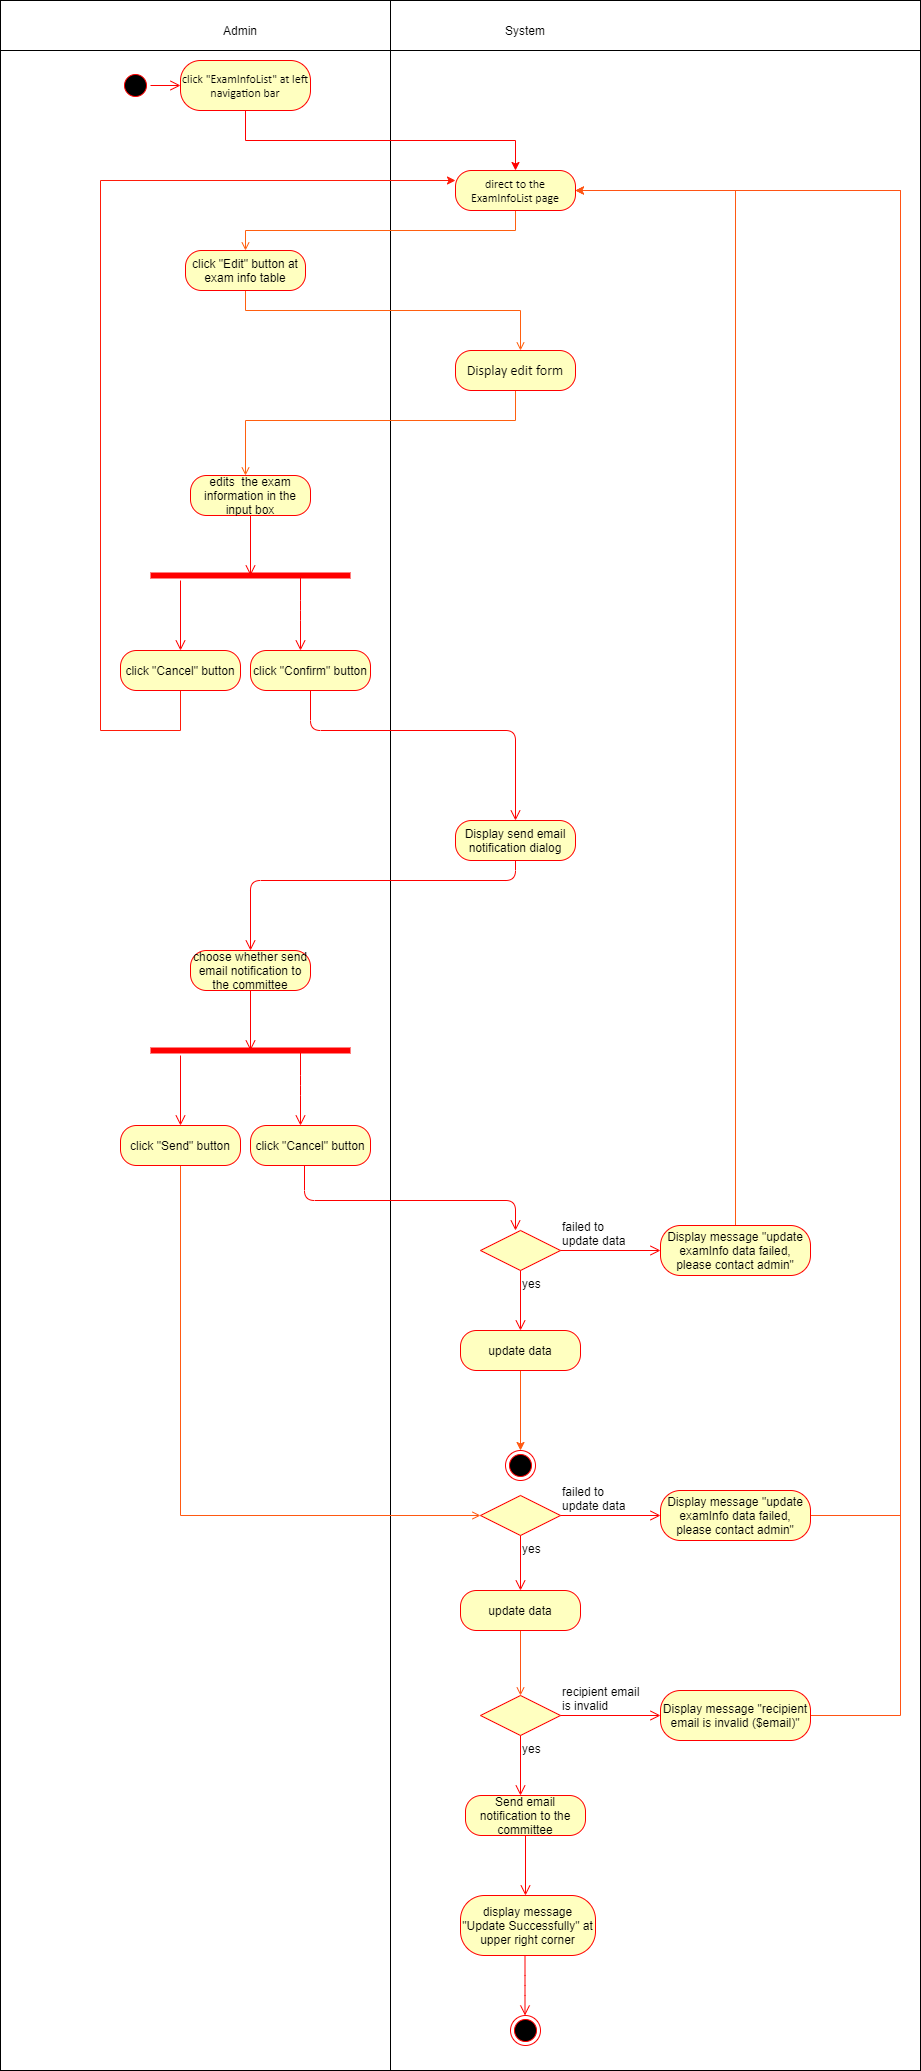 Admin
System
click "ExamInfoList" at left
navigation bar
direct to the
ExamInfoList page
click "Edit" button at
exam info table
Display edit form
edits  the exam
information in the
input box
click "Cancel" button
click "Confirm" button
Display send email
notification dialog
choose whether send
email notification to
the committee
click "Send" button
click "Cancel" button
failed to
update data
Display message "update
examInfo data failed,
please contact admin"
yes
update data
failed to
update data
Display message "update
examInfo data failed,
please contact admin"
yes
update data
recipient email
is invalid
Display message "recipient
email is invalid ($email)"
yes
Send email
notification to the
committee
display message
"Update Successfully" at
upper right corner